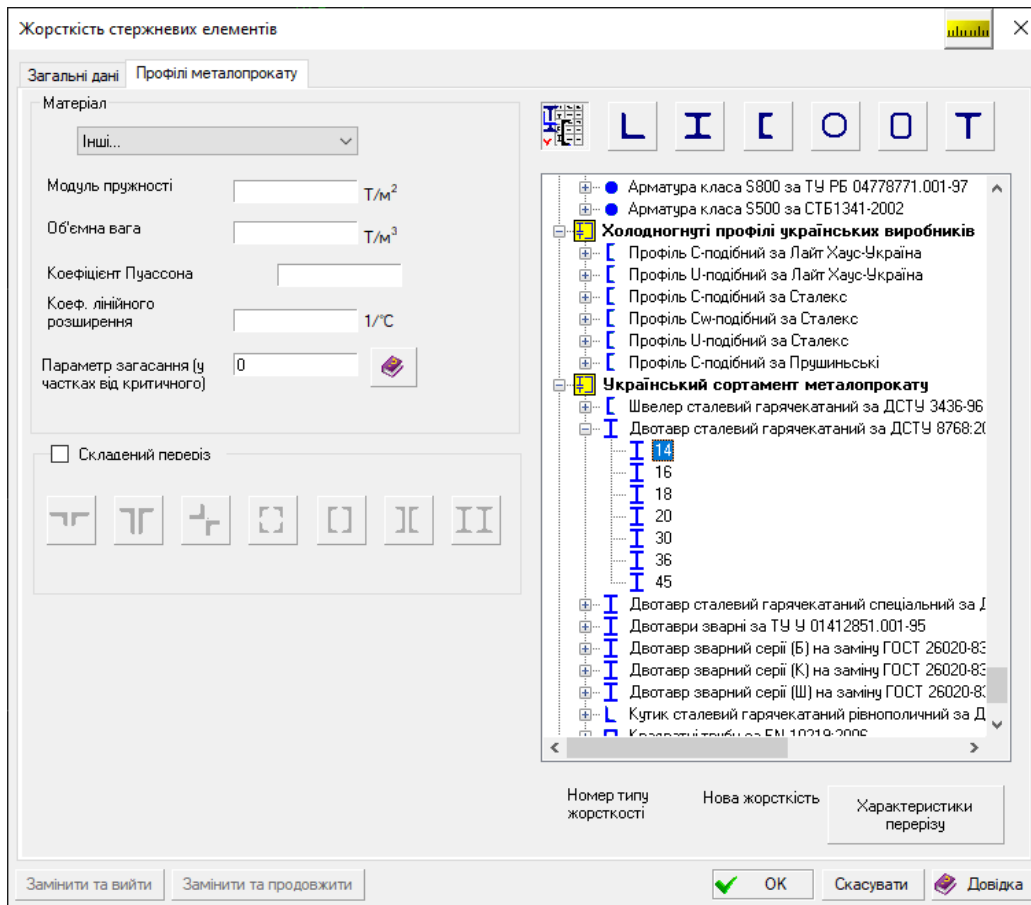 Жорсткість стержневих елементів
Загальні дані
Профілі металопрокату
Матеріал
Інші...
Модуль пружності
Т/м²
Об'ємна вага
Т/м³
Коефіцієнт Пуассона
Коеф. лінійного
розширення
1/°C
Параметр загасання (у
частках від критичного)
0
Складений переріз
Арматура класа S800 за ТУ РБ 04778771.001-97
Арматура класа S500 за СТБ1341-2002
Холодногнуті профілі українських виробників
Профіль С-подібний за Лайт Хаус-Україна
Профіль U-подібний за Лайт Хаус-Україна
Профіль С-подібний за Сталекс
Профіль Cw-подібний за Сталекс
Профіль U-подібний за Сталекс
Профіль С-подібний за Прушиньські
Український сортамент металопрокату
Швелер сталевий гарячекатаний за ДСТУ 3436-96
Двотавр сталевий гарячекатаний за ДСТУ 8768:20
14
16
18
20
30
36
45
Двотавр сталевий гарячекатаний спеціальний за Д
Двотаври зварні за ТУ У 01412851.001-95
Двотавр зварний серії (Б) на заміну ГОСТ 26020-83
Двотавр зварний серії (К) на заміну ГОСТ 26020-83
Двотавр зварний серії (Ш) на заміну ГОСТ 26020-83
Кутик сталевий гарячекатаний рівнополичний за Д
Квадратні труби за EN 10219:2006
Номер типу
жорсткості
Нова жорсткість
Характеристики
перерізу
Замінити та вийти
Замінити та продовжити
OK
Скасувати
Довідка